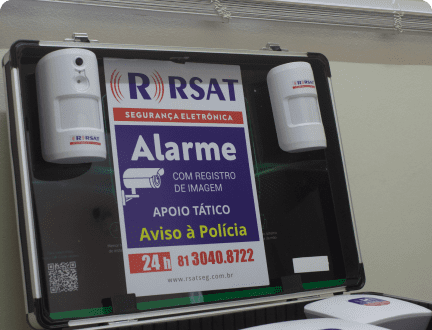 RSAT
SEGURANÇA ELETRÔNICA
Alarme
COM REGISTRO
DE IMAGEM
APOIO TÁTICO
Aviso à Polícia
24 h 81 3040.8722
www.rsatseg.com.br
RSAT
RSAT